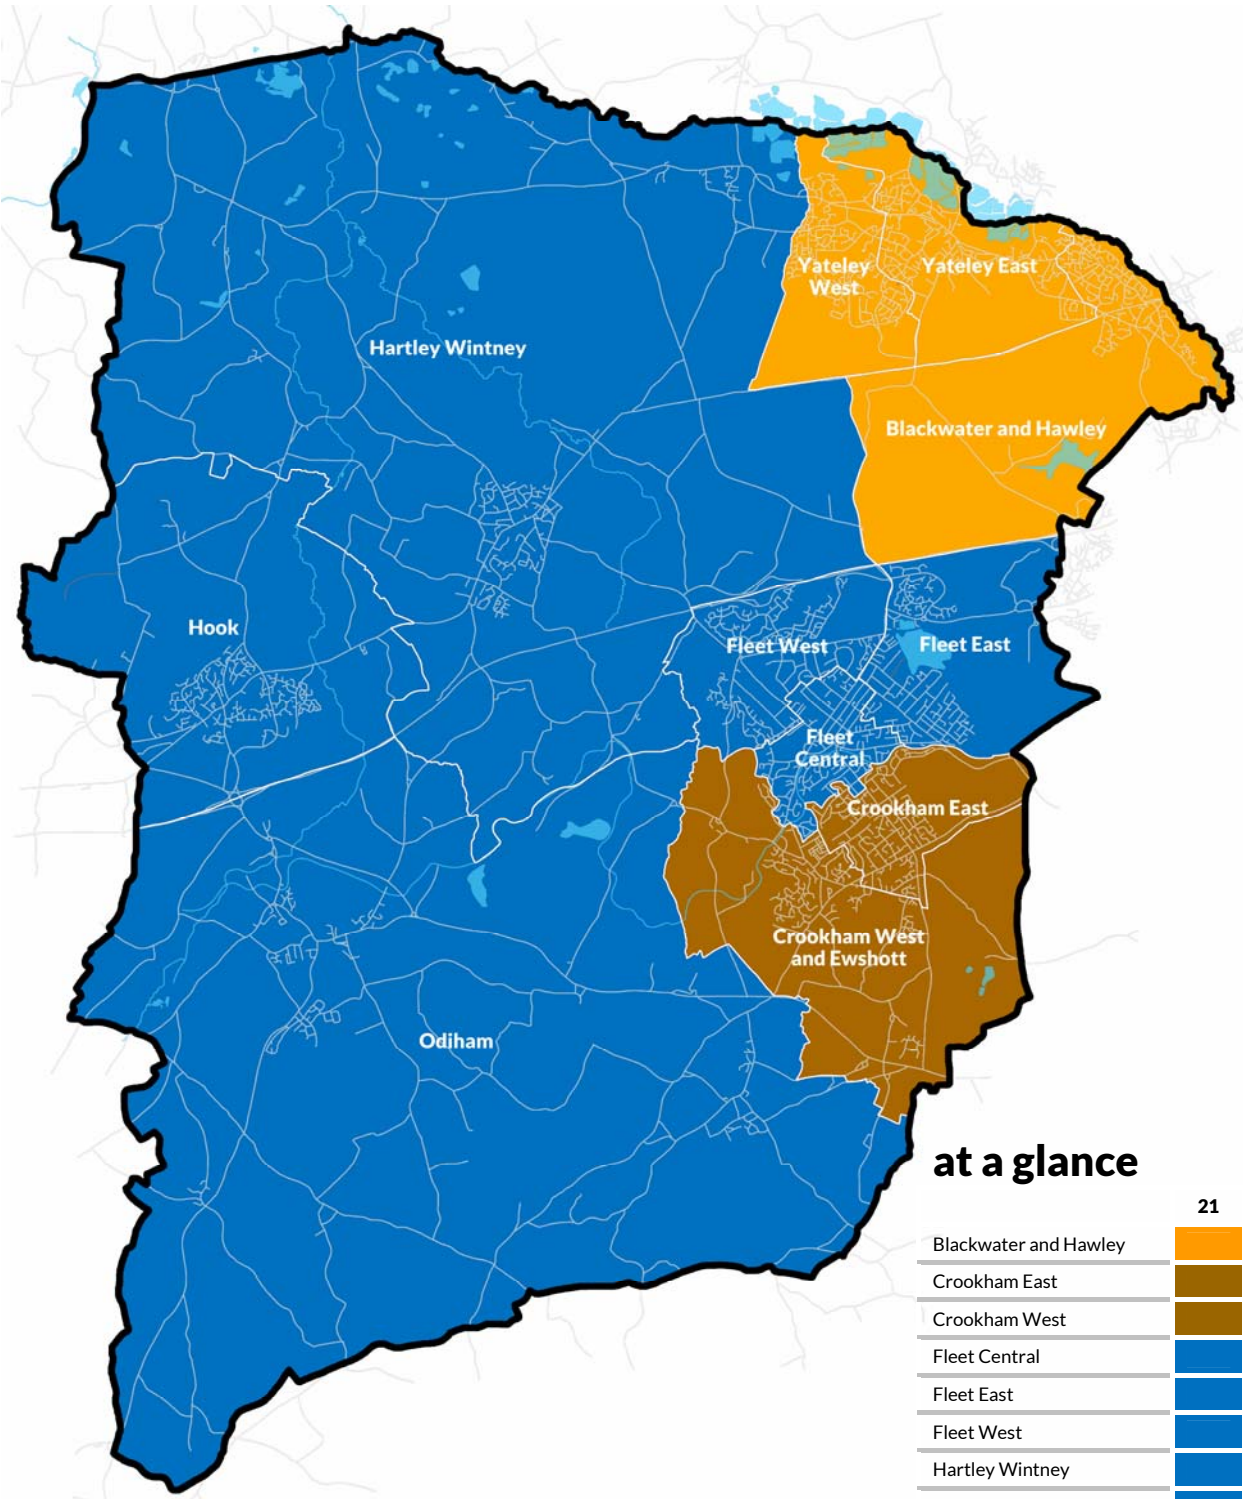 Yateley
West
Yateley East
Hartley Wintney
Blackwater and Hawley
Hook
Fleet West
Fleet East
Fleet
Central
Crookham East
Crookham West
and Ewshott
Odiham
at a glance
21
Blackwater and Hawley
Crookham East
Crookham West
Fleet Central
Fleet East
Fleet West
Hartley Wintney